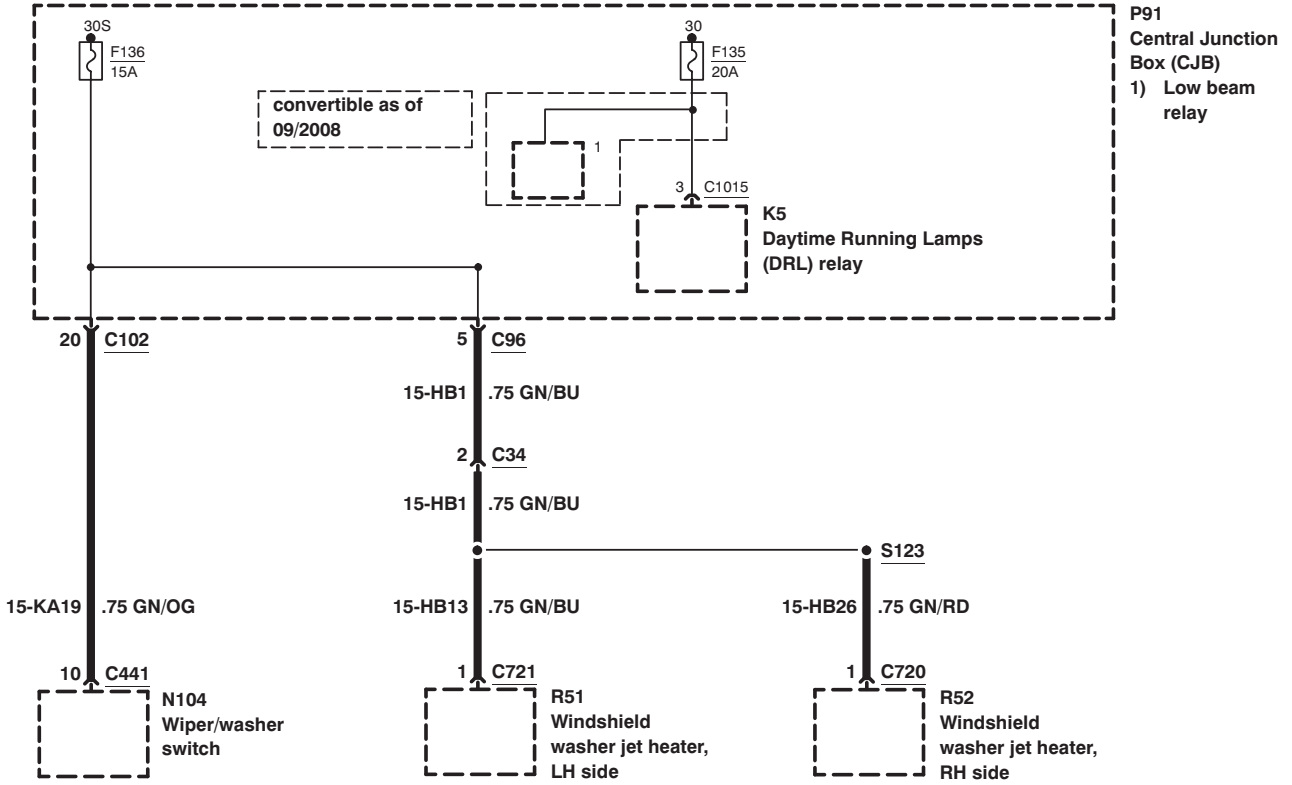 30S
F136
15A
30
F135
20A
P91
Central Junction
Box (CJB)
1) Low beam
relay
convertible as of
09/2008
1
3 C1015
K5
Daytime Running Lamps
(DRL) relay
20 C102
5 C96
15-HB1 .75 GN/BU
2 C34
15-HB1 .75 GN/BU
S123
15-KA19 .75 GN/OG
15-HB13 .75 GN/BU
15-HB26 .75 GN/RD
10 C441
1 C721
1 C720
N104
Wiper/washer
switch
R51
Windshield
washer jet heater,
LH side
R52
Windshield
washer jet heater,
RH side